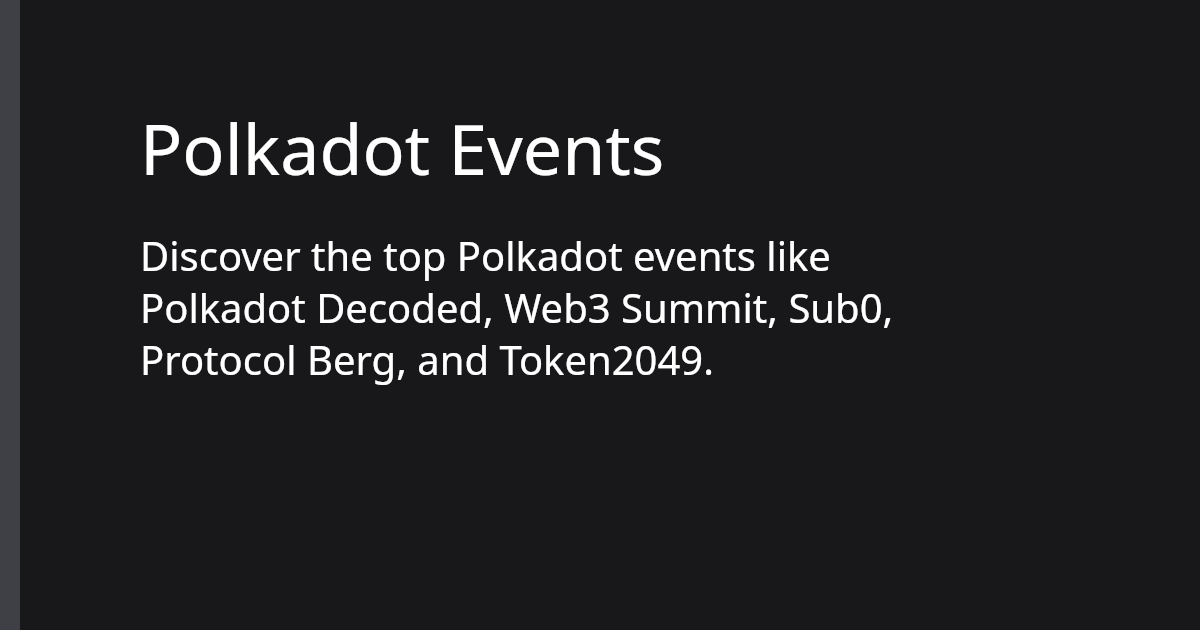 Polkadot Events
Discover the top Polkadot events like
Polkadot Decoded, Web3 Summit, Sub0,
Protocol Berg, and Token2049.